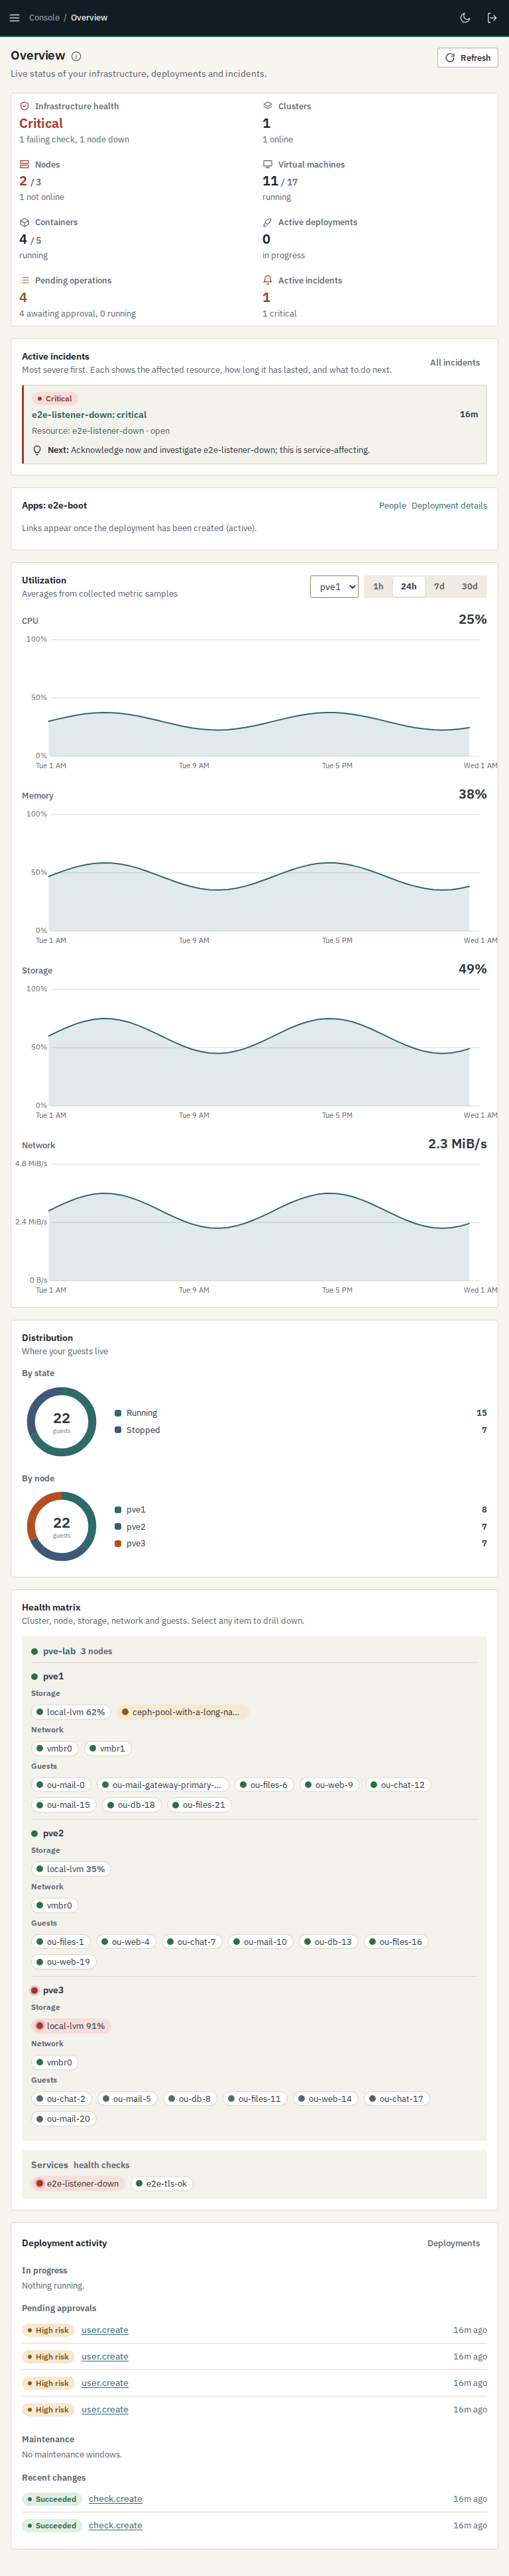 Console / Overview
Overview
Refresh
Live status of your infrastructure, deployments and incidents.
Infrastructure health
Critical
1 failing check, 1 node down
Clusters
1
1 online
Nodes
2 / 3
1 not online
Virtual machines
11 / 17
running
Containers
4 / 5
running
Active deployments
0
in progress
Pending operations
4
4 awaiting approval, 0 running
Active incidents
1
1 critical
Active incidents
Most severe first. Each shows the affected resource, how long it has lasted, and what to do next.
All incidents
Critical
e2e-listener-down: critical
16m
Resource: e2e-listener-down · open
Next: Acknowledge now and investigate e2e-listener-down; this is service-affecting.
Apps: e2e-boot
People Deployment details
Links appear once the deployment has been created (active).
Utilization
Averages from collected metric samples
pve1
1h 24h 7d 30d
CPU
25%
100%
50%
0%
Tue 1 AM Tue 9 AM Tue 5 PM Wed 1 AM
Memory
38%
100%
50%
0%
Tue 1 AM Tue 9 AM Tue 5 PM Wed 1 AM
Storage
49%
100%
50%
0%
Tue 1 AM Tue 9 AM Tue 5 PM Wed 1 AM
Network
2.3 MiB/s
4.8 MiB/s
2.4 MiB/s
0 B/s
Tue 1 AM Tue 9 AM Tue 5 PM Wed 1 AM
Distribution
Where your guests live
By state
22
guests
Running 15
Stopped 7
By node
22
guests
pve1 8
pve2 7
pve3 7
Health matrix
Cluster, node, storage, network and guests. Select any item to drill down.
pve-lab 3 nodes
pve1
Storage
local-lvm 62% ceph-pool-with-a-long-na...
Network
vmbr0 vmbr1
Guests
ou-mail-0 ou-mail-gateway-primary-... ou-files-6 ou-web-9 ou-chat-12
ou-mail-15 ou-db-18 ou-files-21
pve2
Storage
local-lvm 35%
Network
vmbr0
Guests
ou-files-1 ou-web-4 ou-chat-7 ou-mail-10 ou-db-13 ou-files-16
ou-web-19
pve3
Storage
local-lvm 91%
Network
vmbr0
Guests
ou-chat-2 ou-mail-5 ou-db-8 ou-files-11 ou-web-14 ou-chat-17
ou-mail-20
Services health checks
e2e-listener-down e2e-tls-ok
Deployment activity
Deployments
In progress
Nothing running.
Pending approvals
High risk user.create 16m ago
High risk user.create 16m ago
High risk user.create 16m ago
High risk user.create 16m ago
Maintenance
No maintenance windows.
Recent changes
Succeeded check.create 16m ago
Succeeded check.create 16m ago